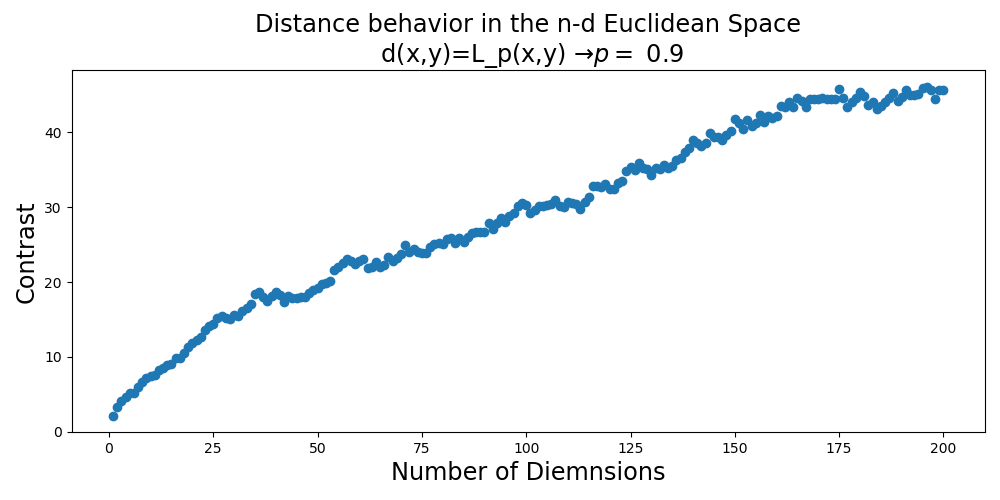 Distance behavior in the n-d Euclidean Space
d(x,y)=L_p(x,y) →p = 0.9
Contrast
40
30
20
10
0
0 25 50 75 100 125 150 175 200
Number of Diemnsions